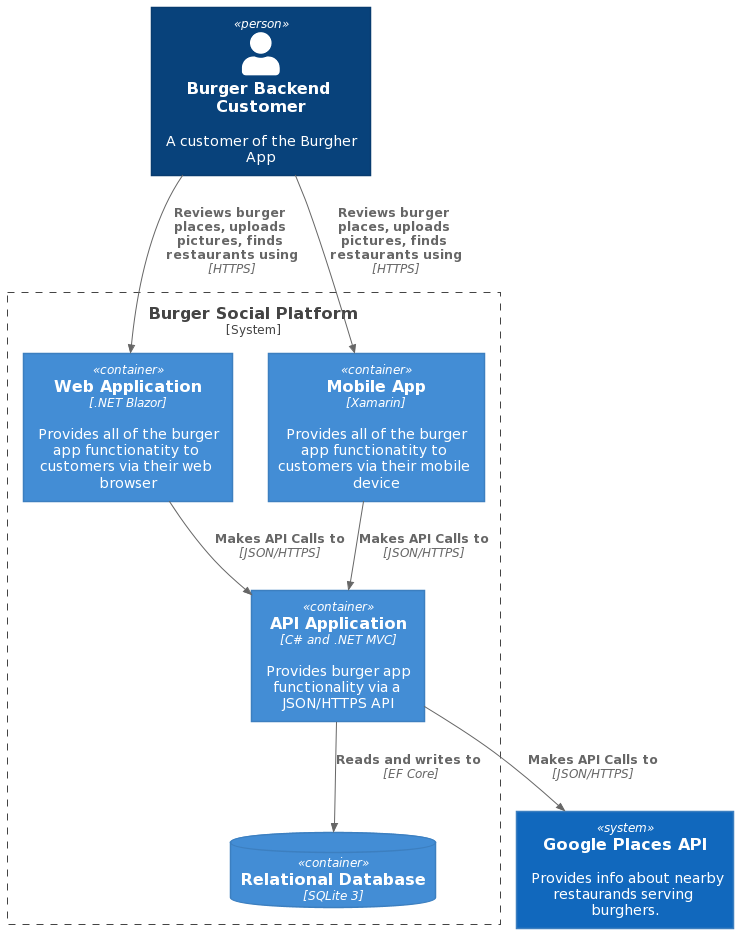 «person»
Burger Backend
Customer
A customer of the Burgher
App
Reviews burger
places, uploads
pictures, finds
restaurants using
[HTTPS]
Reviews burger
places, uploads
pictures, finds
restaurants using
[HTTPS]
Burger Social Platform
[System]
«container»
Web Application
[.NET Blazor]
Provides all of the burger
app functionatity to
customers via their web
browser
«container»
Mobile App
[Xamarin]
Provides all of the burger
app functionatity to
customers via their mobile
device
Makes API Calls to
[JSON/HTTPS]
Makes API Calls to
[JSON/HTTPS]
«container»
API Application
[C# and .NET MVC]
Provides burger app
functionality via a
JSON/HTTPS API
Reads and writes to
[EF Core]
Makes API Calls to
[JSON/HTTPS]
«container»
Relational Database
[SQLite 3]
«system»
Google Places API
Provides info about nearby
restaurands serving
burghers.